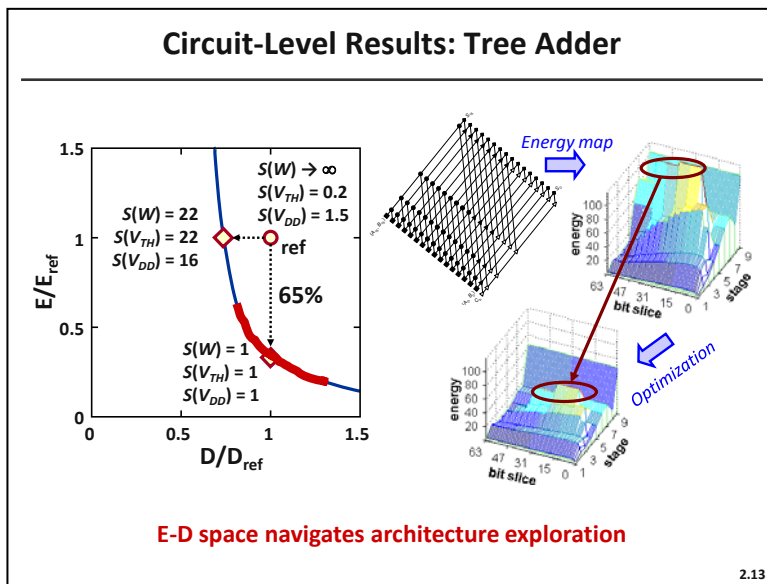 Circuit-Level Results: Tree Adder
E/Eref
1.5
1
0.5
0
0
0.5
1
1.5
D/Dref
S(W) → ∞
S(VTH) = 0.2
S(VDD) = 1.5
S(W) = 22
S(VTH) = 22
S(VDD) = 16
ref
65%
S(W) = 1
S(VTH) = 1
S(VDD) = 1
Energy map
energy
100
80
60
40
20
63 47 31 15 0
bit slice
1 3 5 7 9
stage
Optimization
energy
100
80
60
40
20
63 47 31 15 0
bit slice
1 3 5 7 9
stage
E-D space navigates architecture exploration
2.13